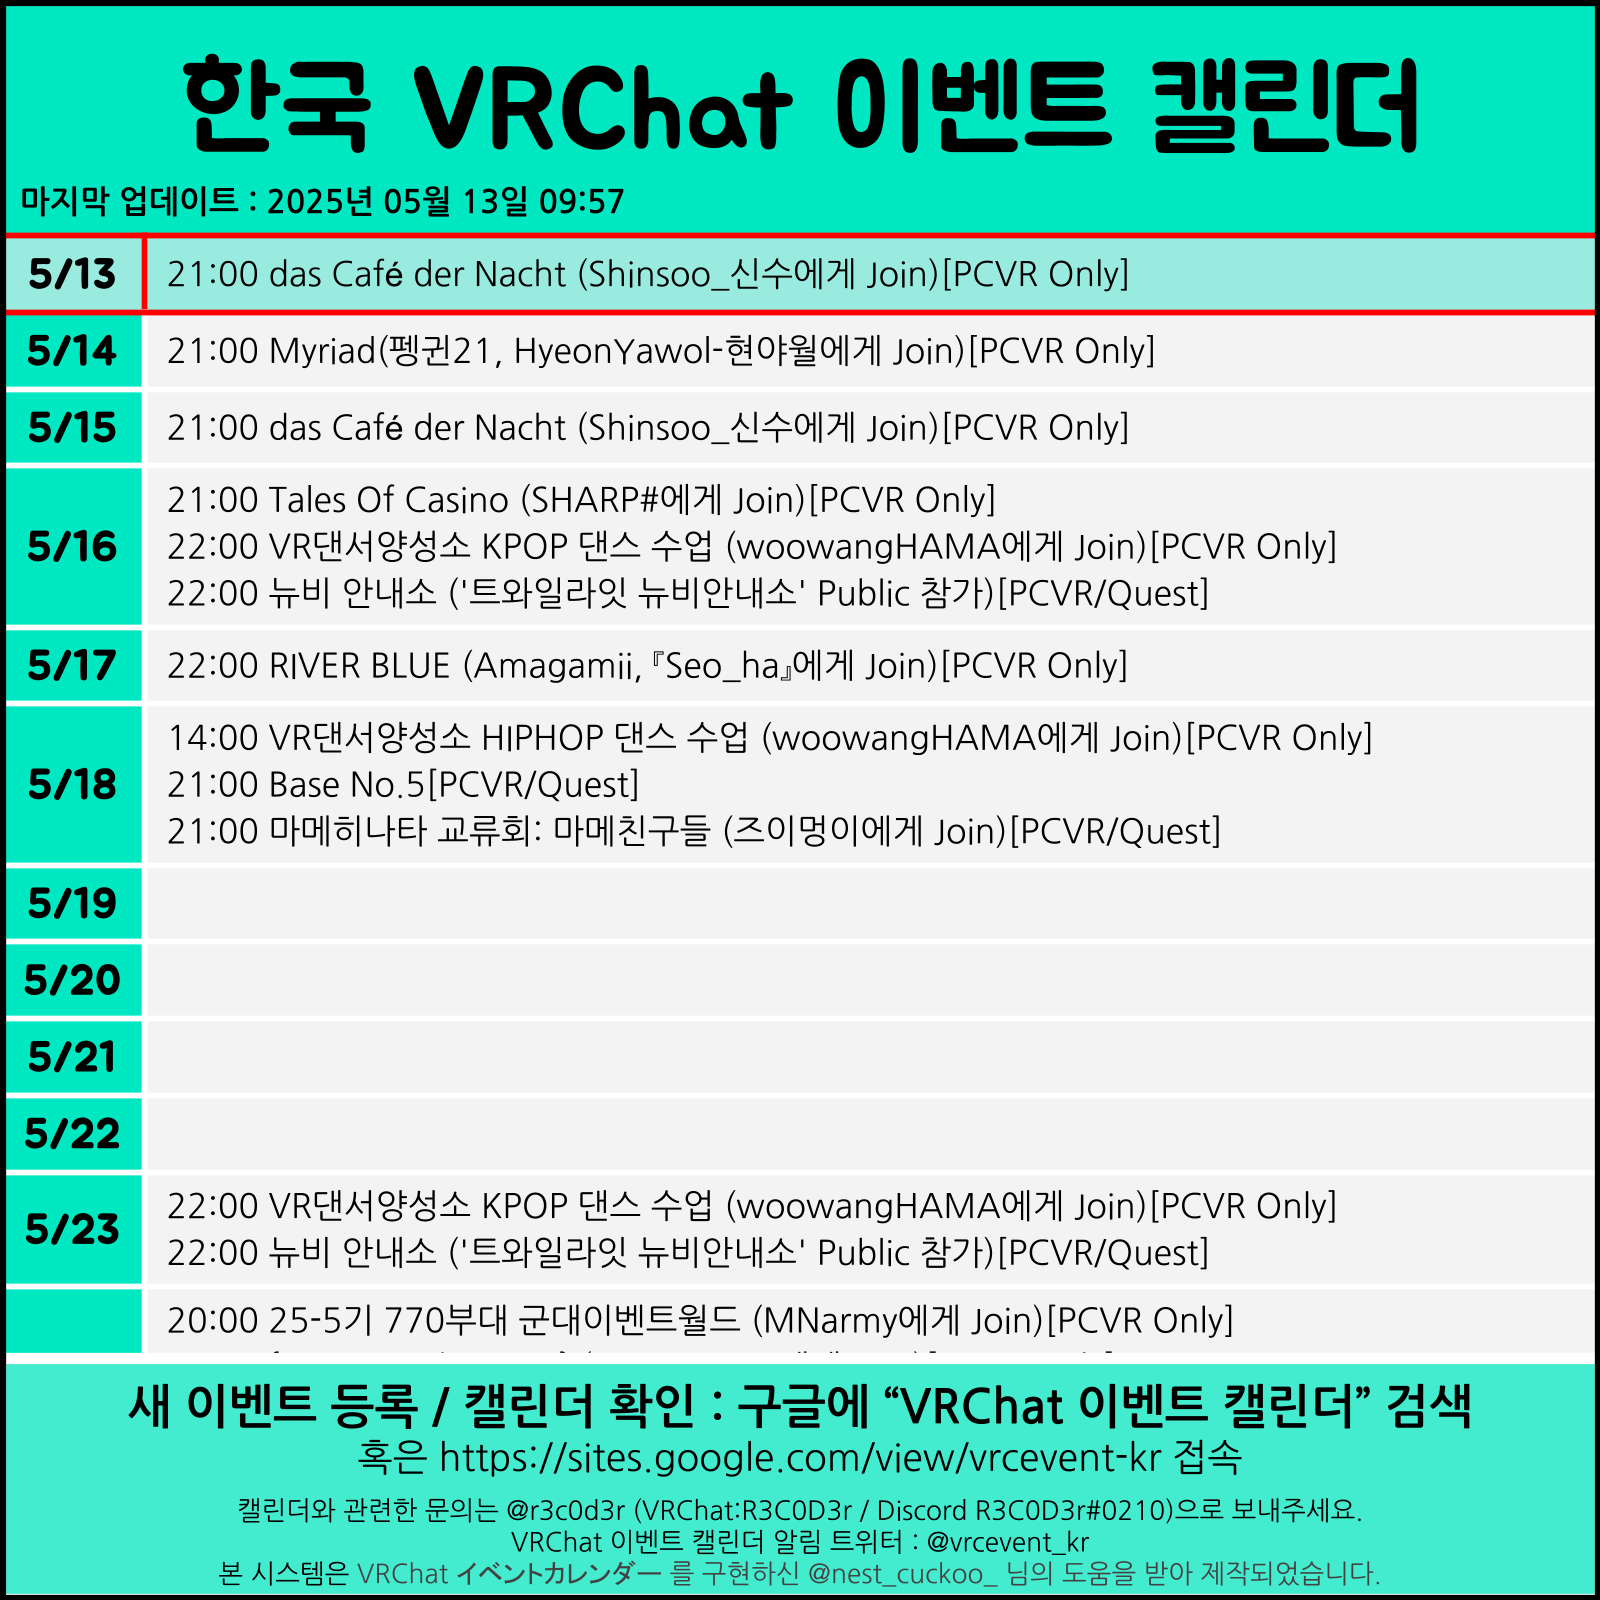 한국 VRChat 이벤트 캘린더
마지막 업데이트 : 2025년 05월 13일 09:57
5/13 21:00 das Café der Nacht (Shinsoo_신수에게 Join)[PCVR Only]
5/14 21:00 Myriad(펭귄21, HyeonYawol-현야월에게 Join)[PCVR Only]
5/15 21:00 das Café der Nacht (Shinsoo_신수에게 Join)[PCVR Only]
5/16
21:00 Tales Of Casino (SHARP#에게 Join)[PCVR Only]
22:00 VR댄서양성소 KPOP 댄스 수업 (woowangHAMA에게 Join)[PCVR Only]
22:00 뉴비 안내소 ('트와일라잇 뉴비안내소' Public 참가)[PCVR/Quest]
5/17 22:00 RIVER BLUE (Amagamii,『Seo_ha』에게 Join)[PCVR Only]
5/18
14:00 VR댄서양성소 HIPHOP 댄스 수업 (woowangHAMA에게 Join)[PCVR Only]
21:00 Base No.5[PCVR/Quest]
21:00 마메히나타 교류회: 마메친구들 (즈이멍이에게 Join)[PCVR/Quest]
5/19
5/20
5/21
5/22
5/23
22:00 VR댄서양성소 KPOP 댄스 수업 (woowangHAMA에게 Join)[PCVR Only]
22:00 뉴비 안내소 ('트와일라잇 뉴비안내소' Public 참가)[PCVR/Quest]
20:00 25-5기 770부대 군대이벤트월드 (MNarmy에게 Join)[PCVR Only]
새 이벤트 등록 / 캘린더 확인 : 구글에 “VRChat 이벤트 캘린더” 검색
혹은 https://sites.google.com/view/vrcevent-kr 접속
캘린더와 관련한 문의는 @r3c0d3r (VRChat:R3C0D3r / Discord R3C0D3r#0210)으로 보내주세요.
VRChat 이벤트 캘린더 알림 트위터 : @vrcevent_kr
본 시스템은 VRChat イベントカレンダー 를 구현하신 @nest_cuckoo_ 님의 도움을 받아 제작되었습니다.